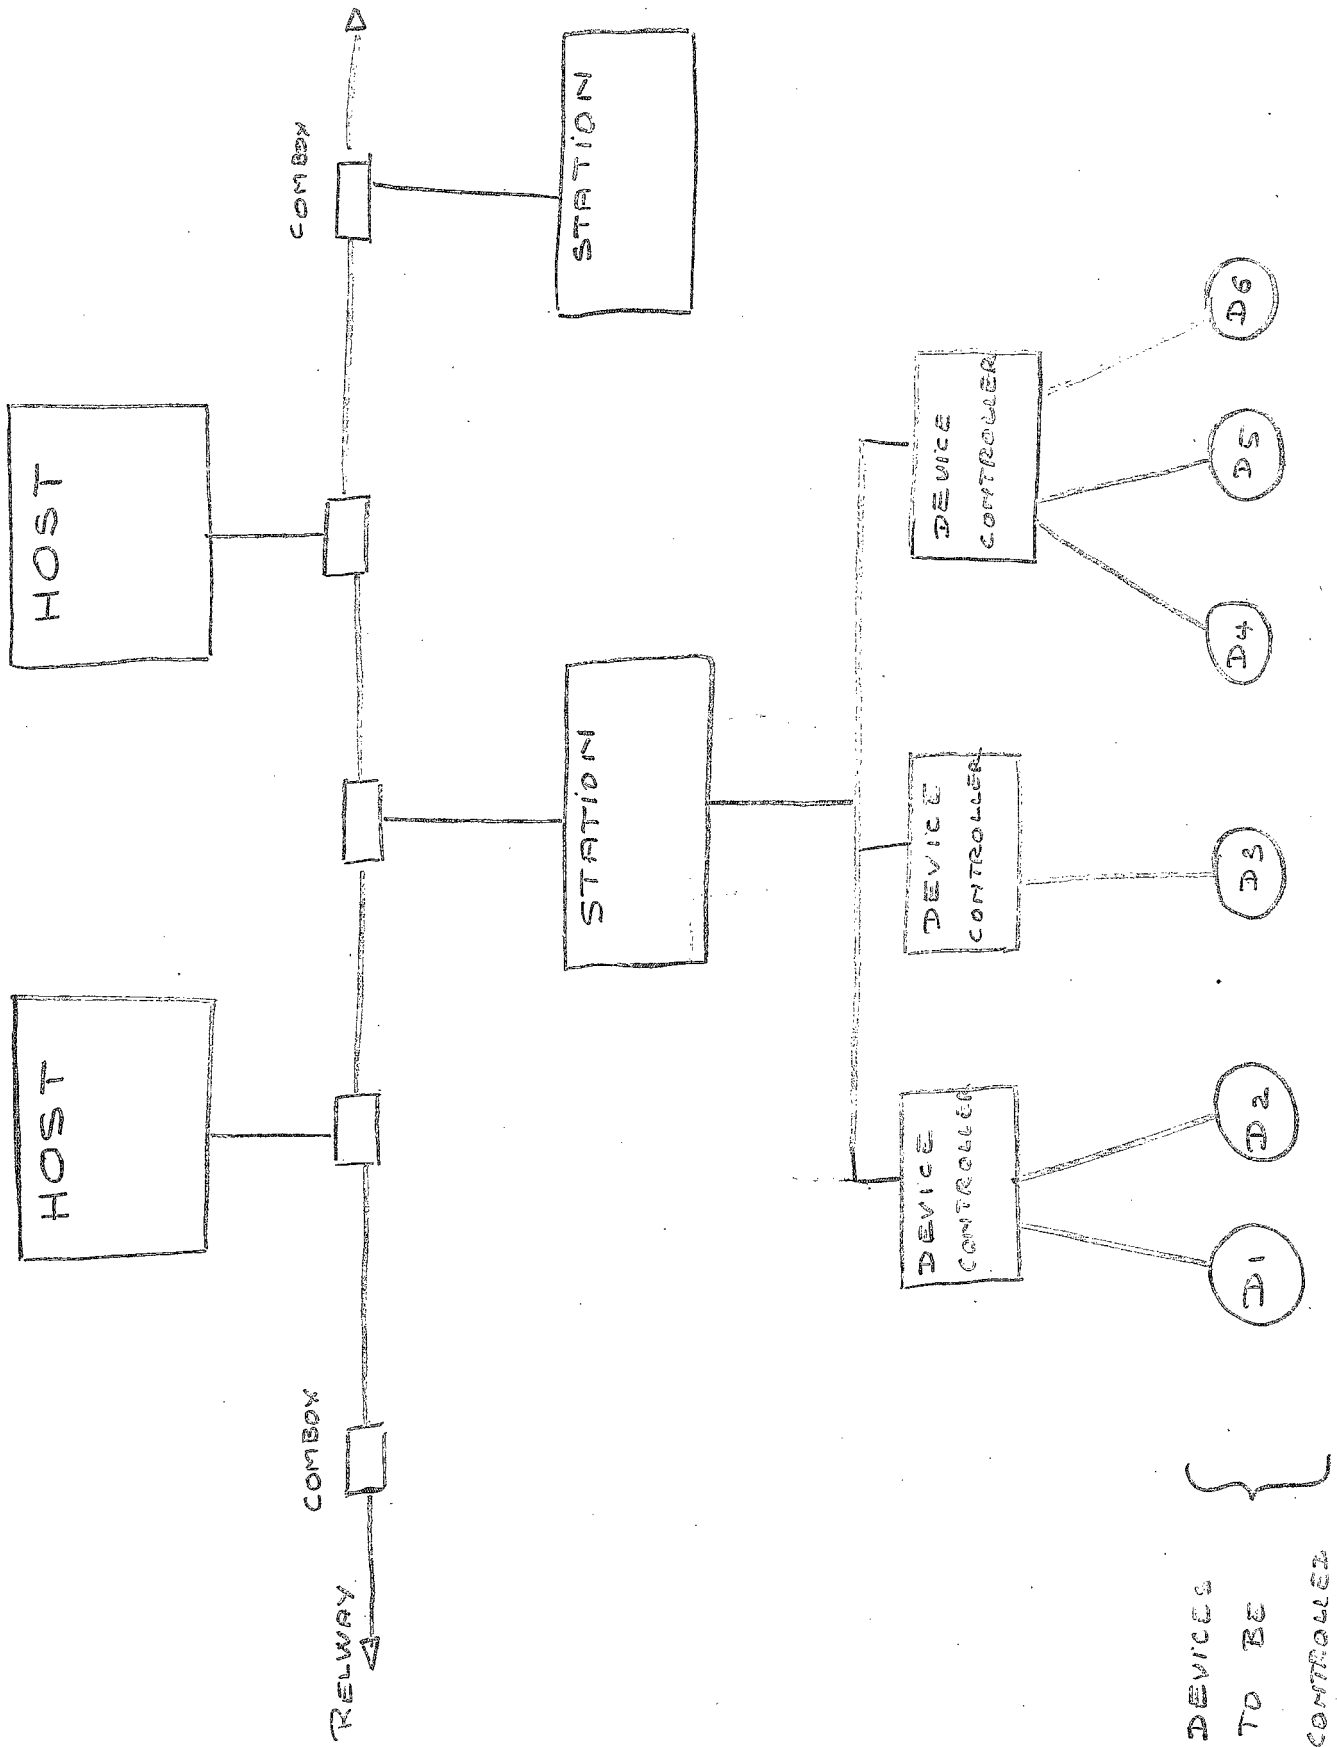 HOST
HOST
RELWAY
COMBOX
COMBOX
STATION
STATION
DEVICE
CONTROLLER
DEVICE
CONTROLLER
DEVICE
CONTROLLER
DEVICES
TO BE
CONTROLLED
D1
D2
D3
D4
D5
D6